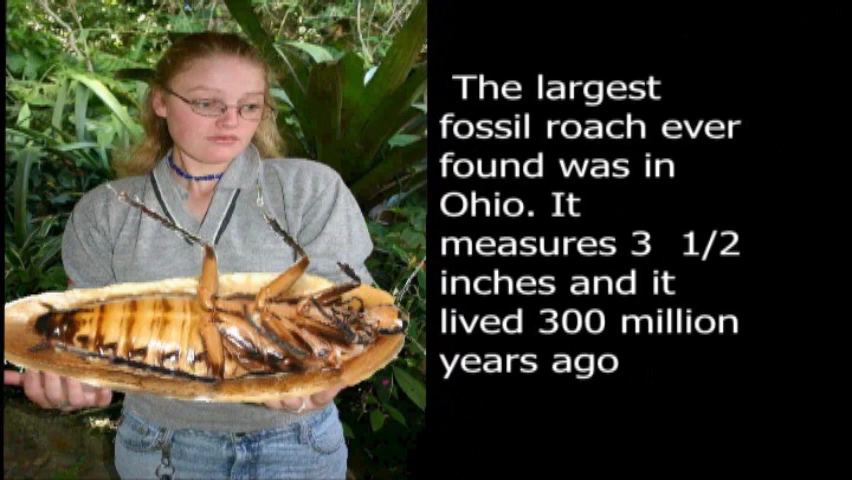 The largest
fossil roach ever
found was in
Ohio. It
measures 3 1/2
inches and it
lived 300 million
years ago